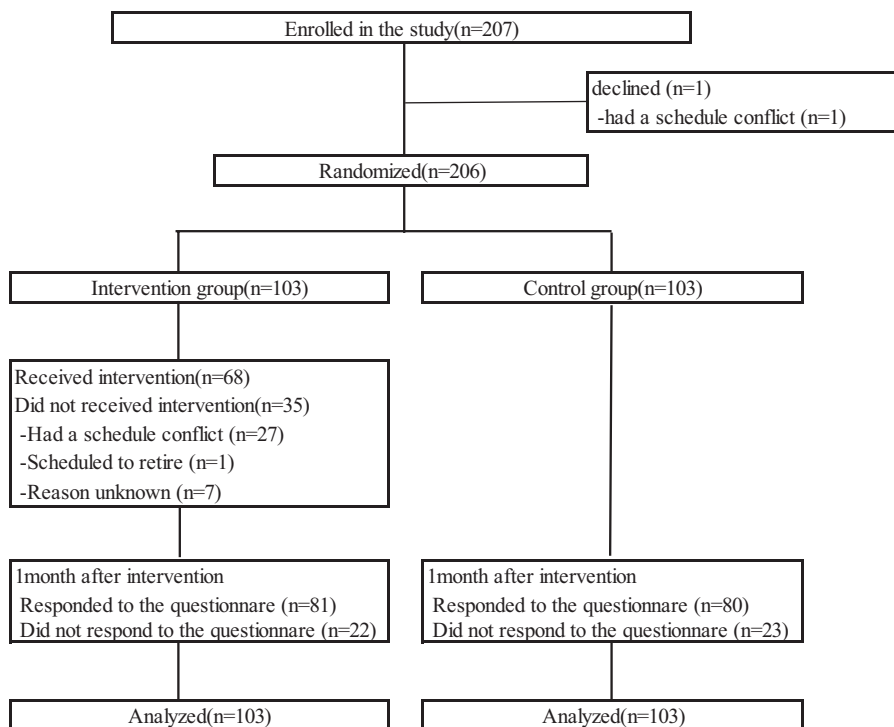 Enrolled in the study(n=207)
declined (n=1)
-had a schedule conflict (n=1)
Randomized(n=206)
Intervention group(n=103)
Control group(n=103)
Received intervention(n=68)
Did not received intervention(n=35)
-Had a schedule conflict (n=27)
-Scheduled to retire (n=1)
-Reason unknown (n=7)
1month after intervention
Responded to the questionnare (n=81)
Did not respond to the questionnare (n=22)
1month after intervention
Responded to the questionnare (n=80)
Did not respond to the questionnare (n=23)
Analyzed(n=103)
Analyzed(n=103)